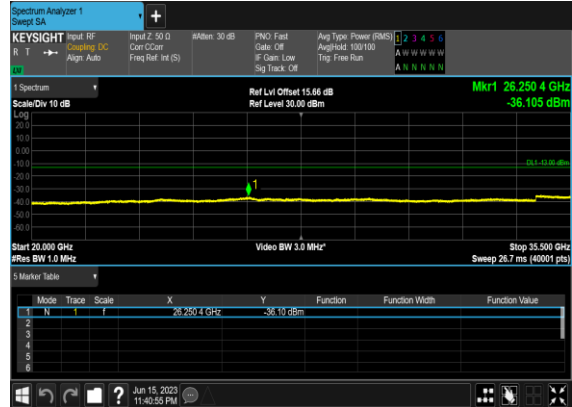 Spectrum Analyzer 1
Swept SA
+
KEYSIGHT Input: RF Input Z: 50 Ω #Atten: 30 dB PNO: Fast Avg Type: Power (RMS) 1 2 3 4 5 6
R T Coupling: DC Corr CCorr Gate: Off Avg|Hold: 100/100 A W W W W W
Align: Auto Freq Ref: Int (S) IF Gain: Low Trig: Free Run
LW Sig Track: Off A N N N N N
1 Spectrum Ref Lvl Offset 15.66 dB Mkr1 26.250 4 GHz
Scale/Div 10 dB Ref Level 30.00 dBm -36.105 dBm
Log
20.0
10.0
0.00
-10.0
DL1 -13.00 dBm
-20.0
-30.0
1
-40.0
-50.0
-60.0
Start 20.000 GHz Video BW 3.0 MHz* Stop 35.500 GHz
#Res BW 1.0 MHz Sweep 26.7 ms (40001 pts)
5 Marker Table
Mode Trace Scale X Y Function Function Width Function Value
1 N 1 f 26.250 4 GHz -36.10 dBm
2
3
4
5
6
? Jun 15, 2023
11:40:55 PM